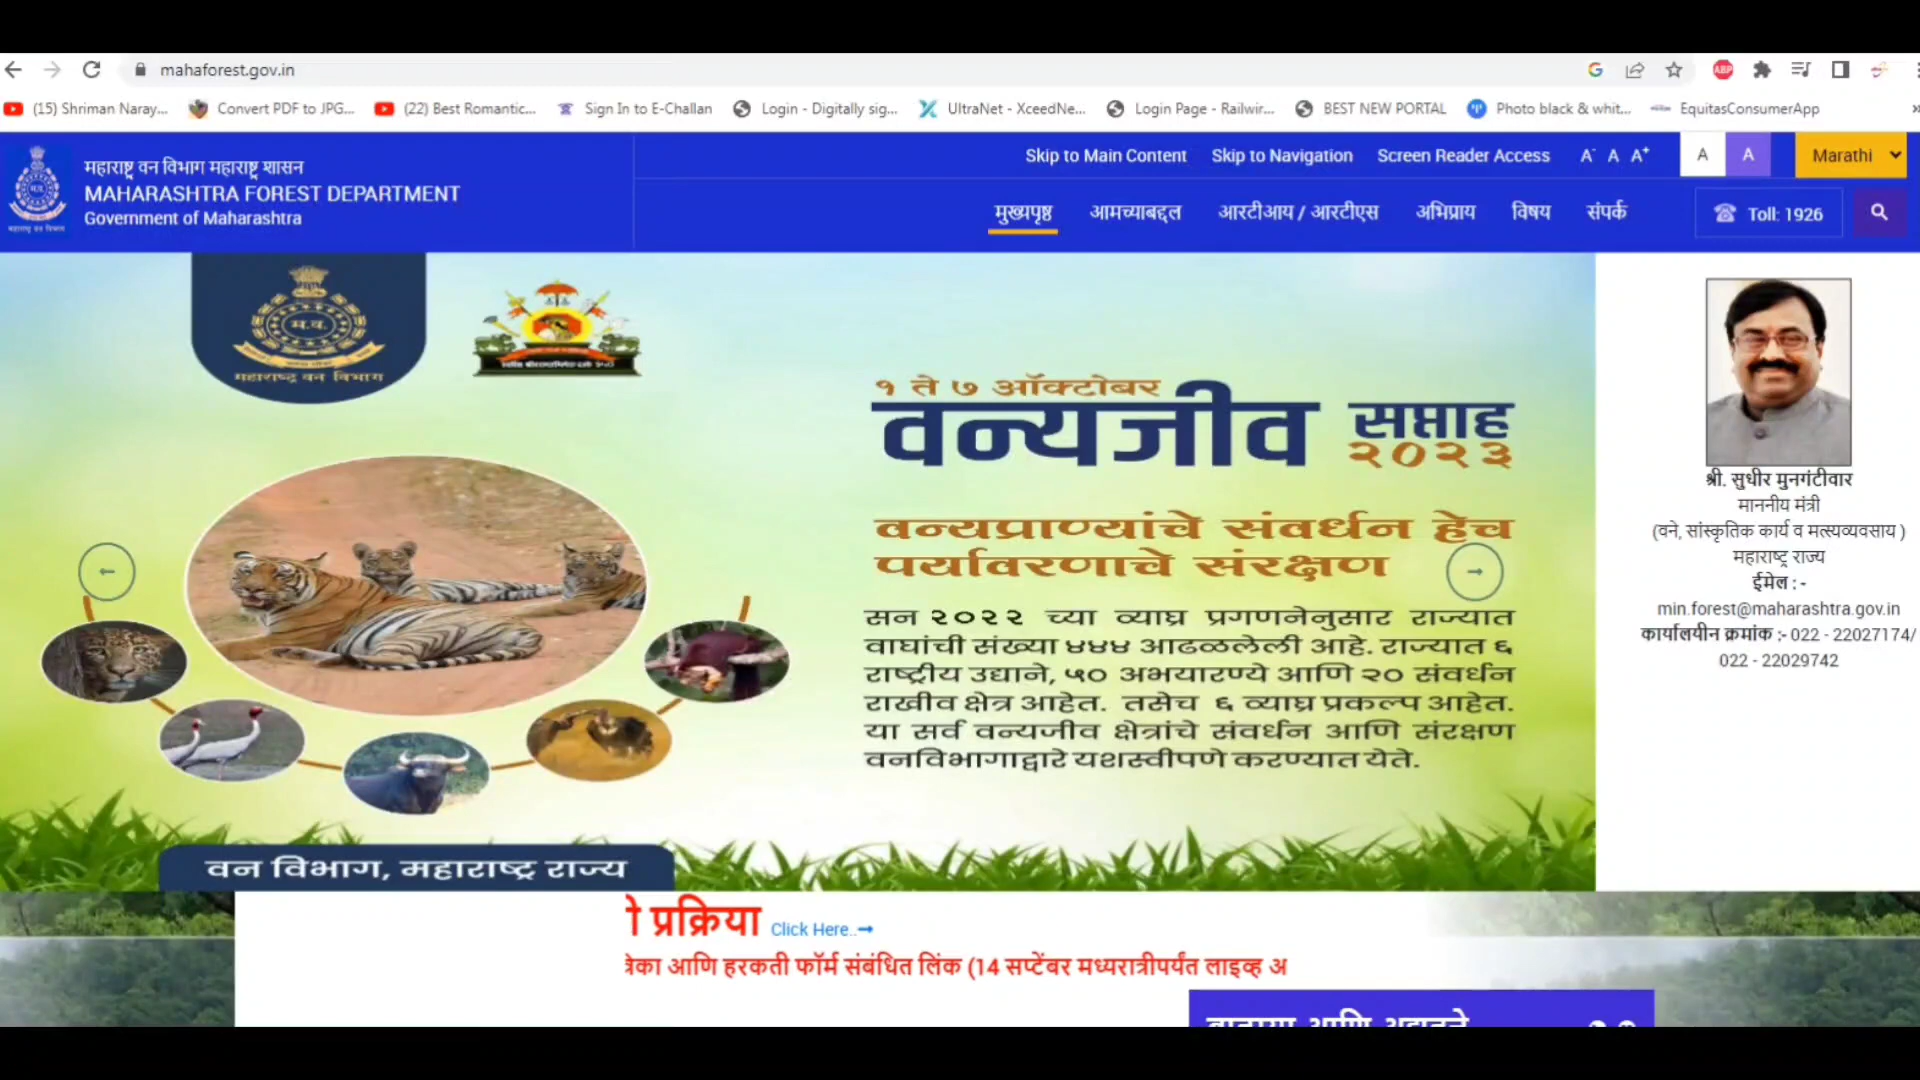 mahaforest.gov.in
(15) Shriman Naray... Convert PDF to JPG... (22) Best Romantic... Sign In to E-Challan Login - Digitally sig... UltraNet - XceedNe... Login Page - Railwir... BEST NEW PORTAL Photo black & whit... EquitasConsumerApp
महाराष्ट्र वन विभाग महाराष्ट्र शासन
MAHARASHTRA FOREST DEPARTMENT
Government of Maharashtra
Skip to Main Content Skip to Navigation Screen Reader Access A- A A+ A A Marathi
मुख्यपृष्ठ आमच्याबद्दल आरटीआय / आरटीएस अभिप्राय विषय संपर्क Toll: 1926
म.व.
महाराष्ट्र वन विभाग
१ ते ७ ऑक्टोबर
वन्यजीव सप्ताह
२०२३
वन्यप्राण्यांचे संवर्धन हेच
पर्यावरणाचे संरक्षण
सन २०२२ च्या व्याघ्र प्रगणनेनुसार राज्यात
वाघांची संख्या ४४४ आढळलेली आहे. राज्यात ६
राष्ट्रीय उद्याने, ५० अभयारण्ये आणि २० संवर्धन
राखीव क्षेत्र आहेत. तसेच ६ व्याघ्र प्रकल्प आहेत.
या सर्व वन्यजीव क्षेत्रांचे संवर्धन आणि संरक्षण
वनविभागाद्वारे यशस्वीपणे करण्यात येते.
वन विभाग, महाराष्ट्र राज्य
श्री. सुधीर मुनगंटीवार
माननीय मंत्री
(वने, सांस्कृतिक कार्य व मत्स्यव्यवसाय )
महाराष्ट्र राज्य
ईमेल : -
min.forest@maharashtra.gov.in
कार्यालयीन क्रमांक :- 022 - 22027174/
022 - 22029742
प्रक्रिया Click Here..
आणि हरकती फॉर्म संबंधित लिंक (14 सप्टेंबर मध्यरात्रीपर्यंत लाइव्ह अ